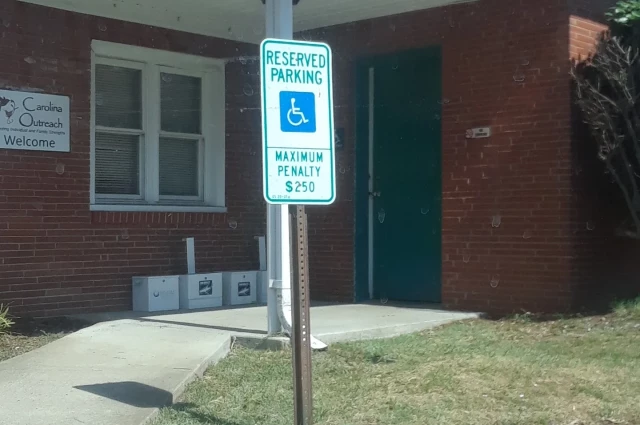 Carolina
Outreach
Welcome
RESERVED
PARKING
MAXIMUM
PENALTY
$250